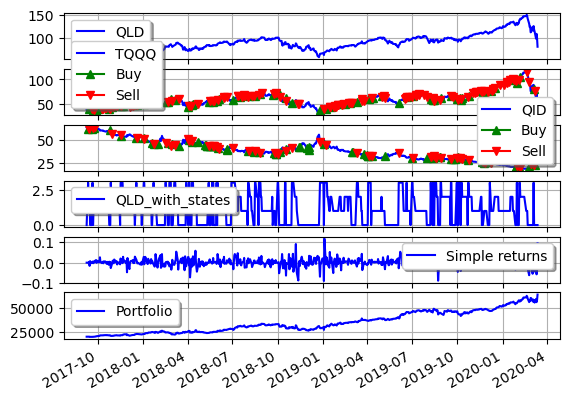 150
QLD
100
TQQQ
Buy
100
Sell
50
QID
Buy
50
Sell
25
2.5
QLD_with_states
0.0
0.1
Simple returns
0.0
−0.1
Portfolio
50000
25000
2017-10 2018-01 2018-04 2018-07 2018-10 2019-01 2019-04 2019-07 2019-10 2020-01 2020-04